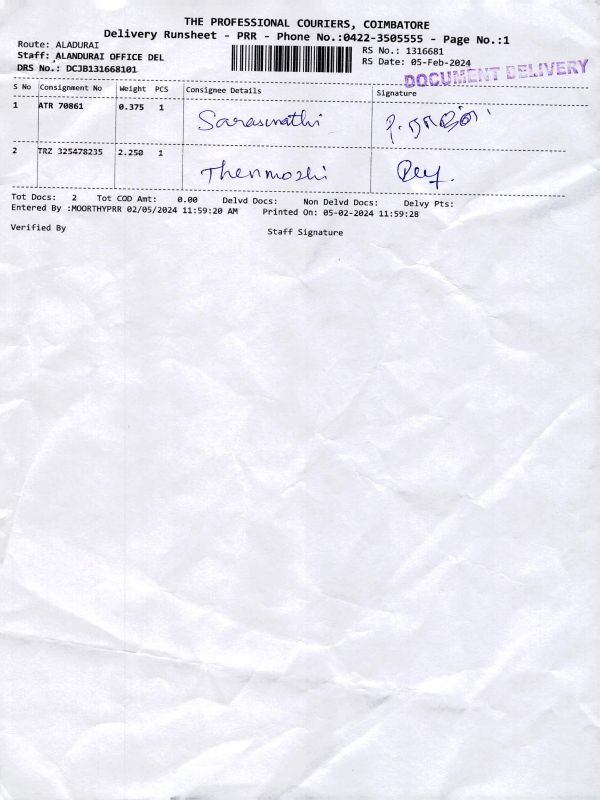 THE PROFESSIONAL COURIERS, COIMBATORE
Delivery Runsheet - PRR - Phone No.:0422-3505555 - Page No.:1
Route: ALADURAI
RS No.: 1316681
Staff: ALANDURAI OFFICE DEL
RS Date: 05-Feb-2024
DRS No.: DCJB131668101
DOCUMENT DELIVERY
S No Consignment No Weight PCS Consignee Details Signature
1 ATR 70861 0.375 1 Saraswathi
2 TRZ 325478235 2.250 1 Thenmozhi
Tot Docs: 2 Tot COD Amt: 0.00 Delvd Docs: Non Delvd Docs: Delvy Pts:
Entered By :MOORTHYPRR 02/05/2024 11:59:20 AM Printed On: 05-02-2024 11:59:28
Verified By Staff Signature